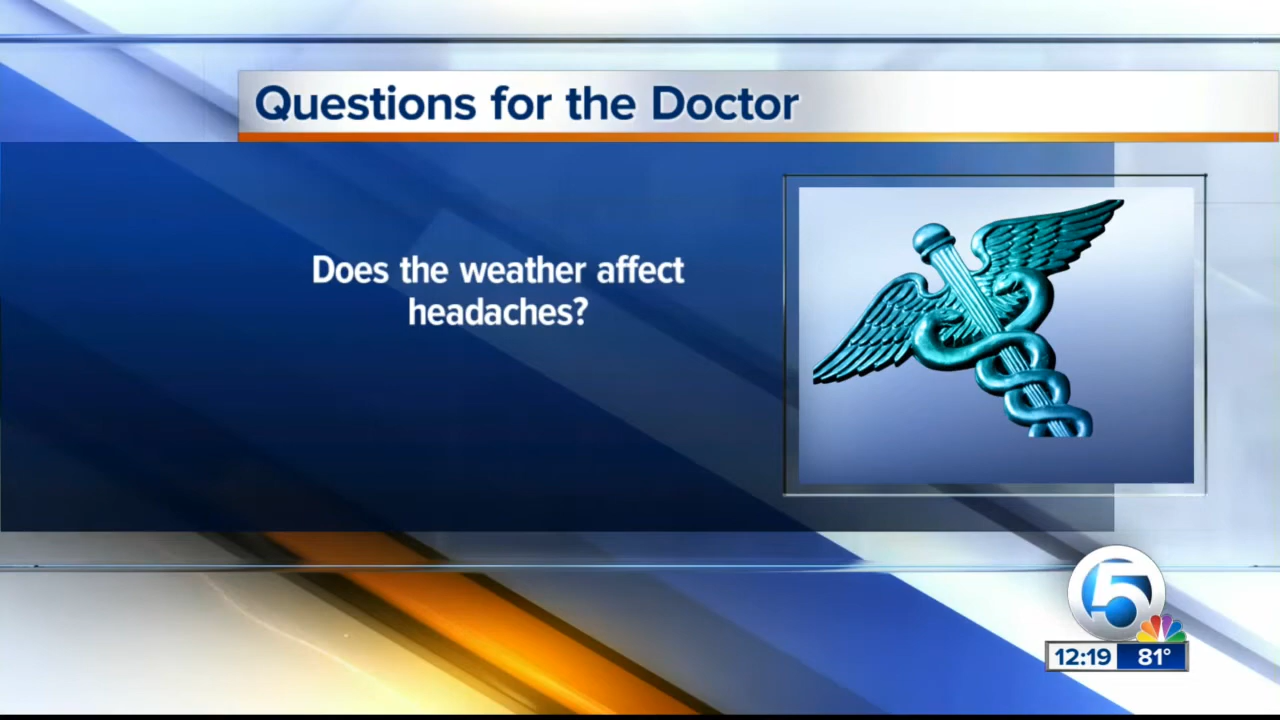 Questions for the Doctor
Does the weather affect
headaches?
5
12:19 81°